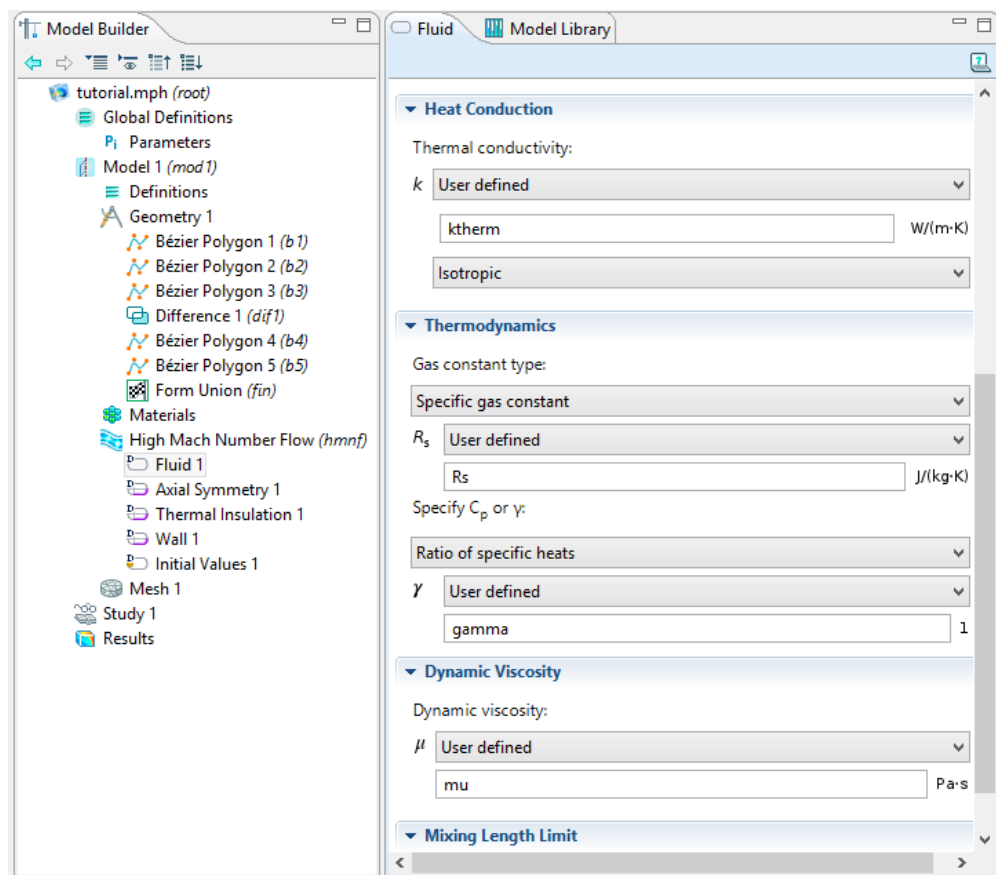 Model Builder
tutorial.mph (root)
Global Definitions
Pi Parameters
Model 1 (mod1)
Definitions
Geometry 1
Bézier Polygon 1 (b1)
Bézier Polygon 2 (b2)
Bézier Polygon 3 (b3)
Difference 1 (dif1)
Bézier Polygon 4 (b4)
Bézier Polygon 5 (b5)
Form Union (fin)
Materials
High Mach Number Flow (hmnf)
D Fluid 1
D Axial Symmetry 1
D Thermal Insulation 1
D Wall 1
D Initial Values 1
Mesh 1
Study 1
Results
Fluid Model Library
?
Heat Conduction
Thermal conductivity:
k User defined
ktherm W/(m·K)
Isotropic
Thermodynamics
Gas constant type:
Specific gas constant
Rs User defined
Rs J/(kg·K)
Specify Cp or γ:
Ratio of specific heats
γ User defined
gamma 1
Dynamic Viscosity
Dynamic viscosity:
μ User defined
mu Pa·s
Mixing Length Limit